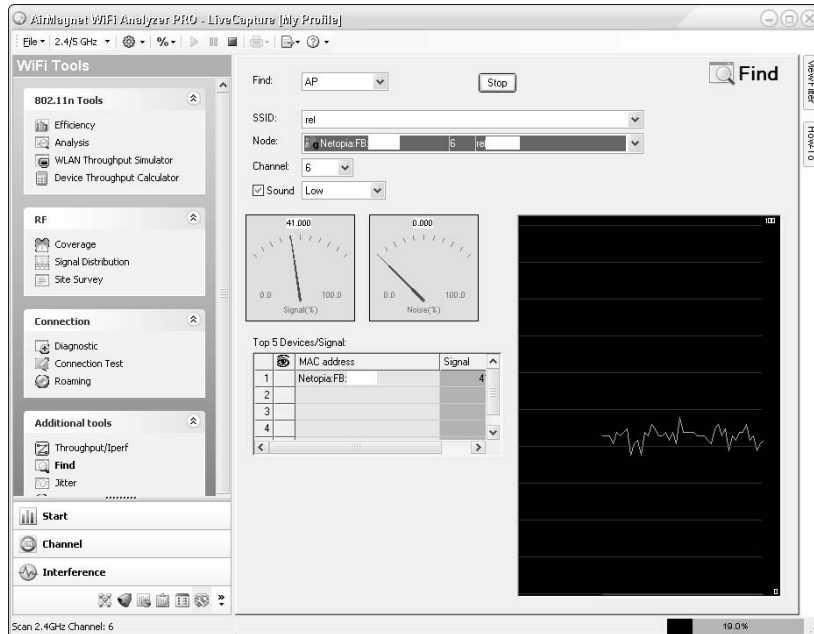 AirMagnet WiFi Analyzer PRO - LiveCapture [My Profile]
File 2.4/5 GHz %
WiFi Tools
802.11n Tools
Efficiency
Analysis
WLAN Throughput Simulator
Device Throughput Calculator
RF
Coverage
Signal Distribution
Site Survey
Connection
Diagnostic
Connection Test
Roaming
Additional tools
Throughput/Iperf
Find
Jitter
Start
Channel
Interference
Find: AP
Stop
Find
SSID: rel
Node: Netopia:FB: 6 rel
Channel: 6
Sound Low
41.000
0.0 100.0
Signal(%)
0.000
0.0 100.0
Noise(%)
Top 5 Devices/Signal:
MAC address Signal
1 Netopia:FB: 4
2
3
4
100
0
View Filter
How-To
Scan 2.4GHz Channel: 6
19.0%